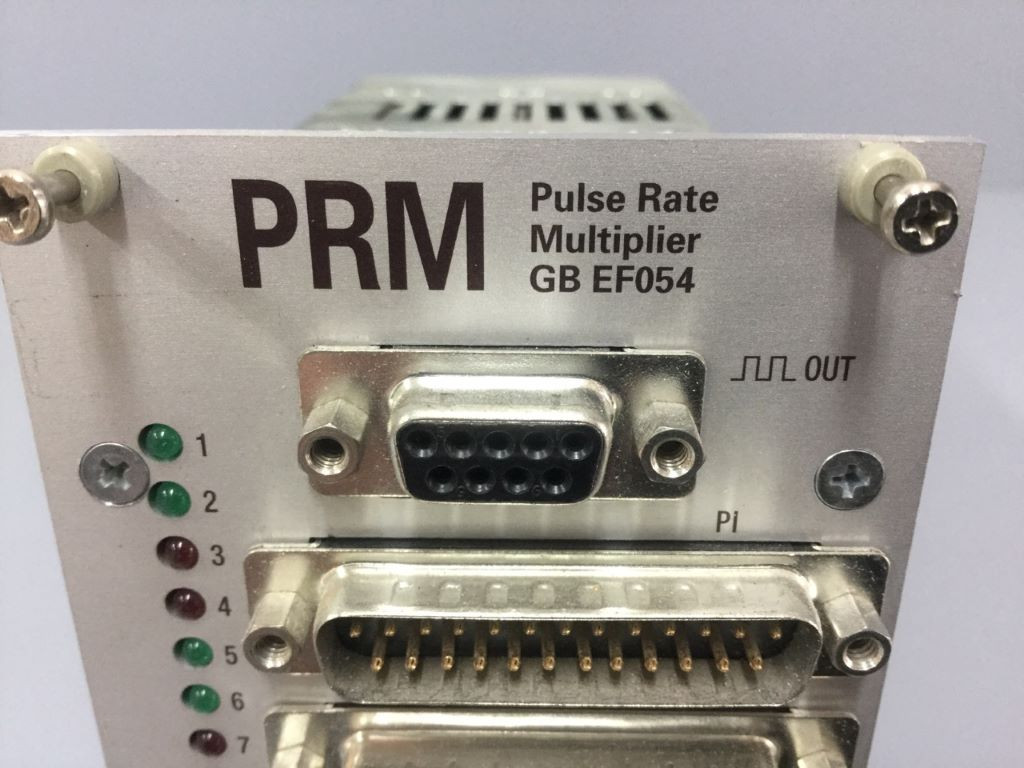 PRM
Pulse Rate
Multiplier
GB EF054
OUT
1
2
Pi
3
4
5
6
7